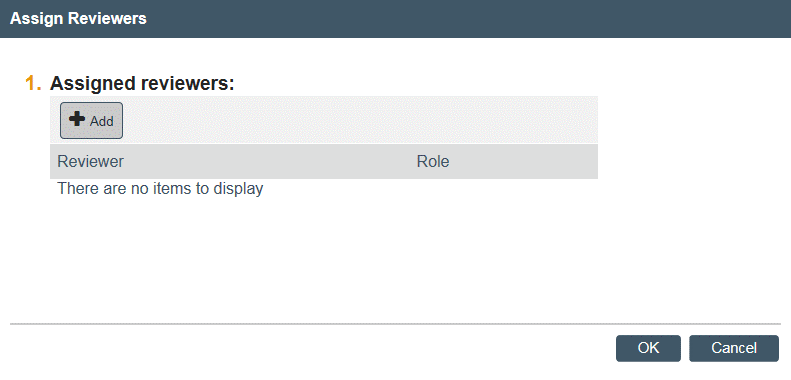 Assign Reviewers
1. Assigned reviewers:
Add
Reviewer Role
There are no items to display
OK Cancel